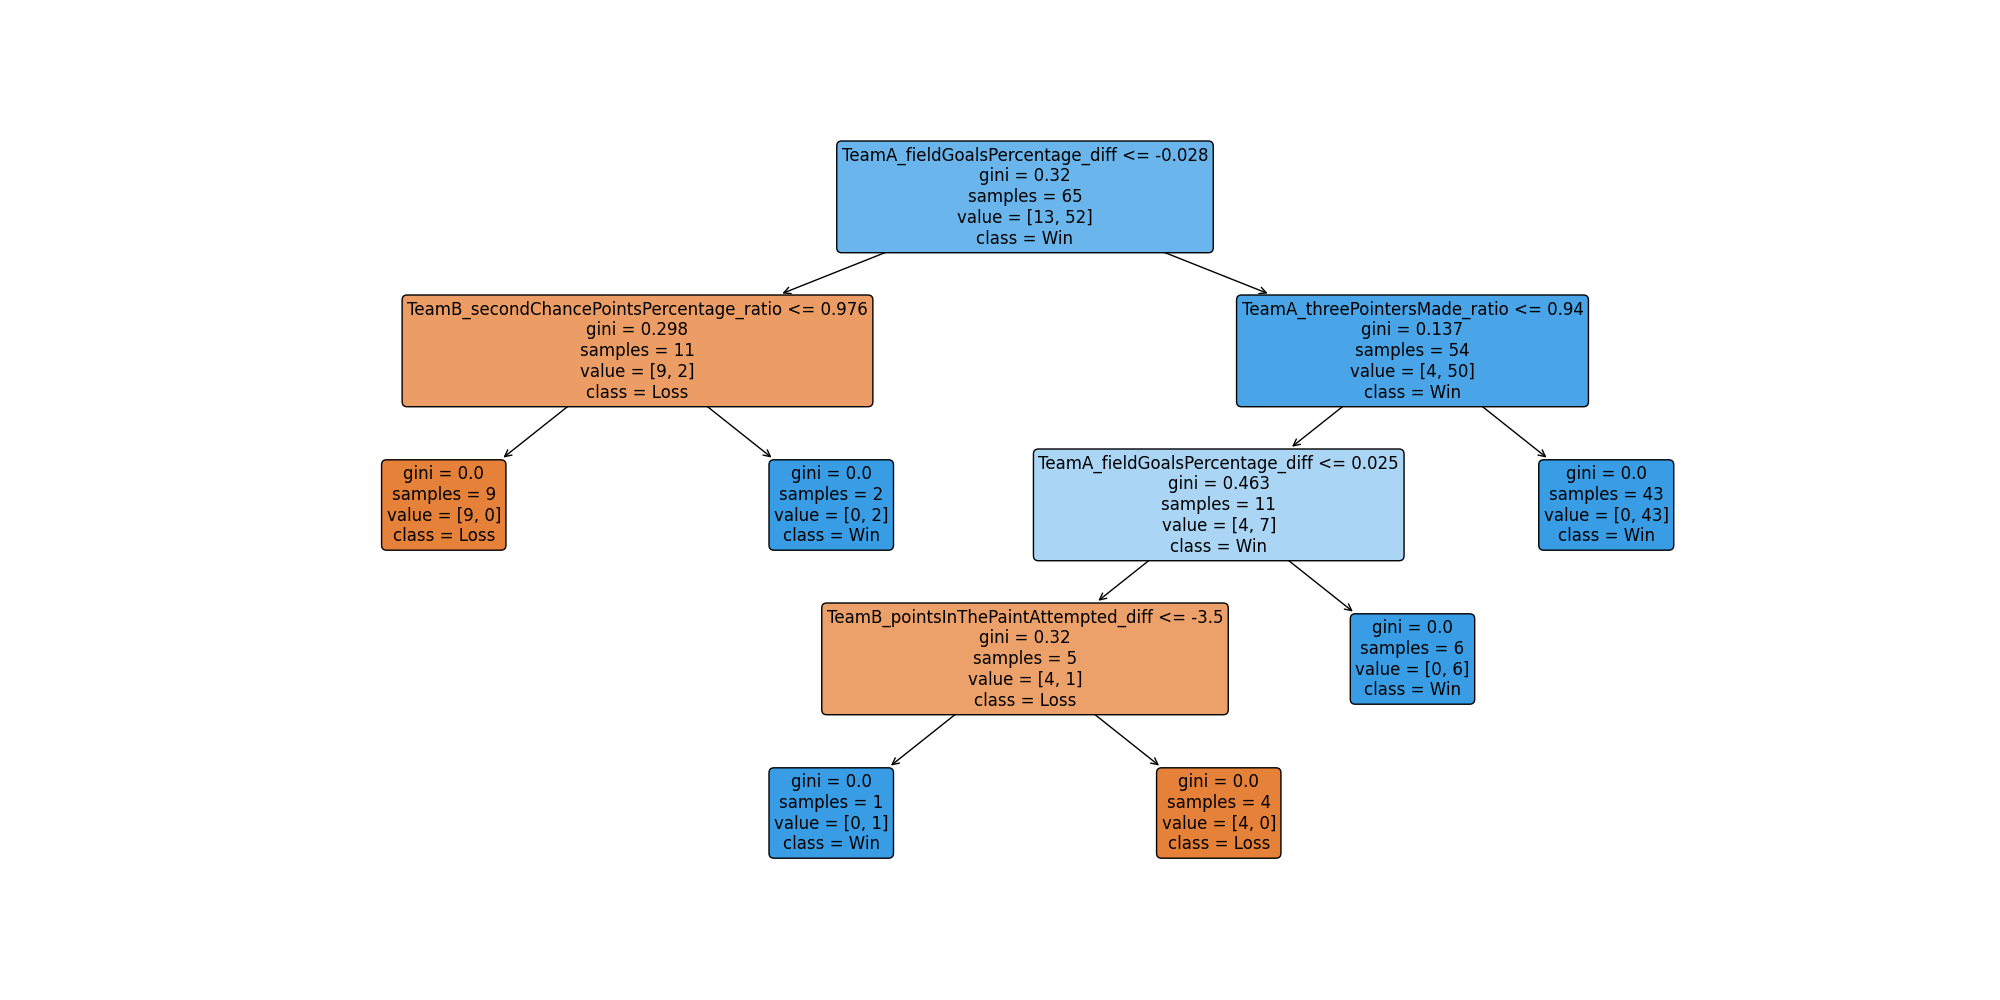 TeamA_fieldGoalsPercentage_diff <= -0.028
gini = 0.32
samples = 65
value = [13, 52]
class = Win
TeamB_secondChancePointsPercentage_ratio <= 0.976
gini = 0.298
samples = 11
value = [9, 2]
class = Loss
TeamA_threePointersMade_ratio <= 0.94
gini = 0.137
samples = 54
value = [4, 50]
class = Win
gini = 0.0
samples = 9
value = [9, 0]
class = Loss
gini = 0.0
samples = 2
value = [0, 2]
class = Win
TeamA_fieldGoalsPercentage_diff <= 0.025
gini = 0.463
samples = 11
value = [4, 7]
class = Win
gini = 0.0
samples = 43
value = [0, 43]
class = Win
TeamB_pointsInThePaintAttempted_diff <= -3.5
gini = 0.32
samples = 5
value = [4, 1]
class = Loss
gini = 0.0
samples = 6
value = [0, 6]
class = Win
gini = 0.0
samples = 1
value = [0, 1]
class = Win
gini = 0.0
samples = 4
value = [4, 0]
class = Loss